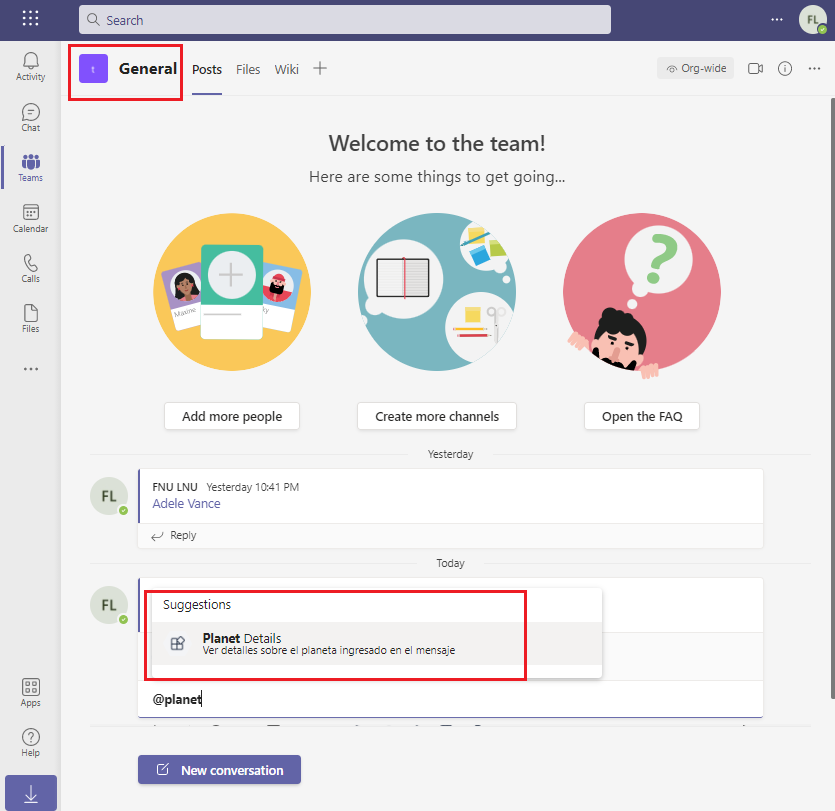 Search
FL
Activity
Chat
Teams
Calendar
Calls
Files
Apps
Help
t
General
Posts
Files
Wiki
Org-wide
Welcome to the team!
Here are some things to get going...
Maxine
Add more people
Create more channels
Open the FAQ
Yesterday
FL
FNU LNU Yesterday 10:41 PM
Adele Vance
Reply
Today
FL
Suggestions
Planet Details
Ver detalles sobre el planeta ingresado en el mensaje
@planet
New conversation